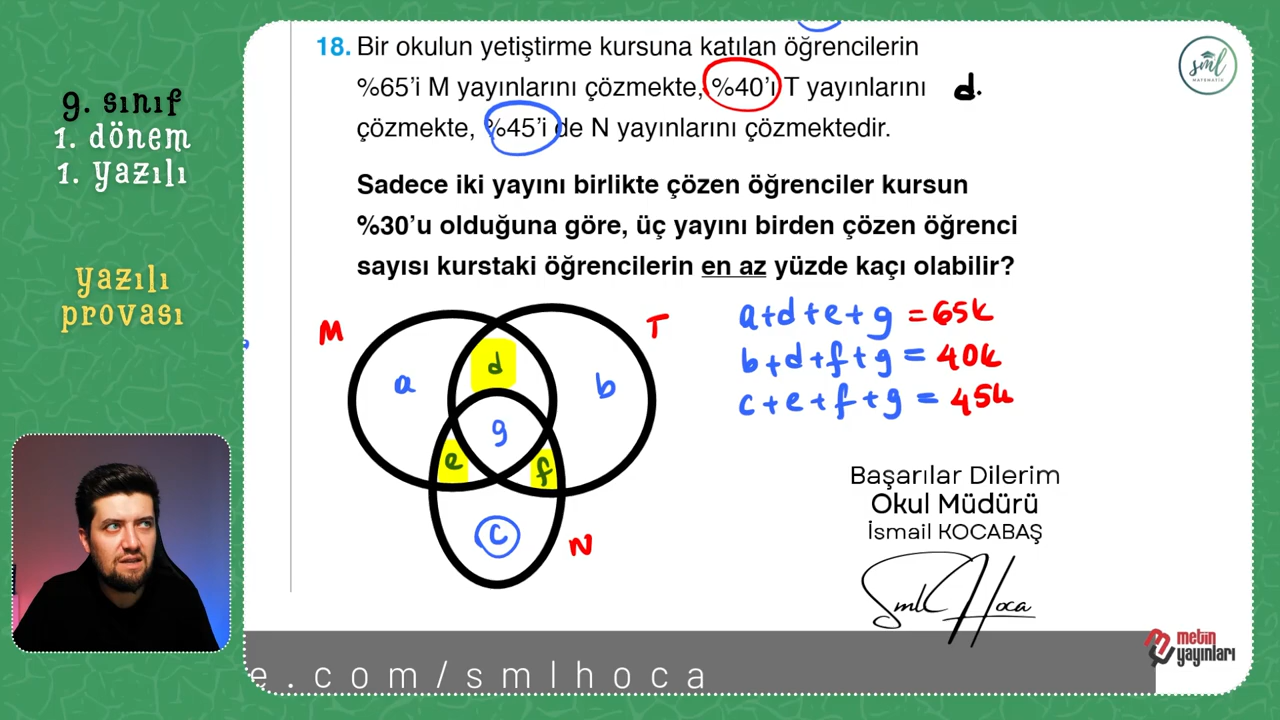 9. sınıf
1. dönem
1. yazılı
yazılı
provası
18. Bir okulun yetiştirme kursuna katılan öğrencilerin
%65'i M yayınlarını çözmekte, %40'ı T yayınlarını
çözmekte, %45'i de N yayınlarını çözmektedir.
d.
Sadece iki yayını birlikte çözen öğrenciler kursun
%30'u olduğuna göre, üç yayını birden çözen öğrenci
sayısı kurstaki öğrencilerin en az yüzde kaçı olabilir?
M
T
a
d
b
g
e
f
c
N
a+d+e+g = 65k
b+d+f+g = 40k
c+e+f+g = 45k
Başarılar Dilerim
Okul Müdürü
İsmail KOCABAŞ
Sml Hoca
sml
MATEMATİK
metin
yayınları
e.com/smlhoca